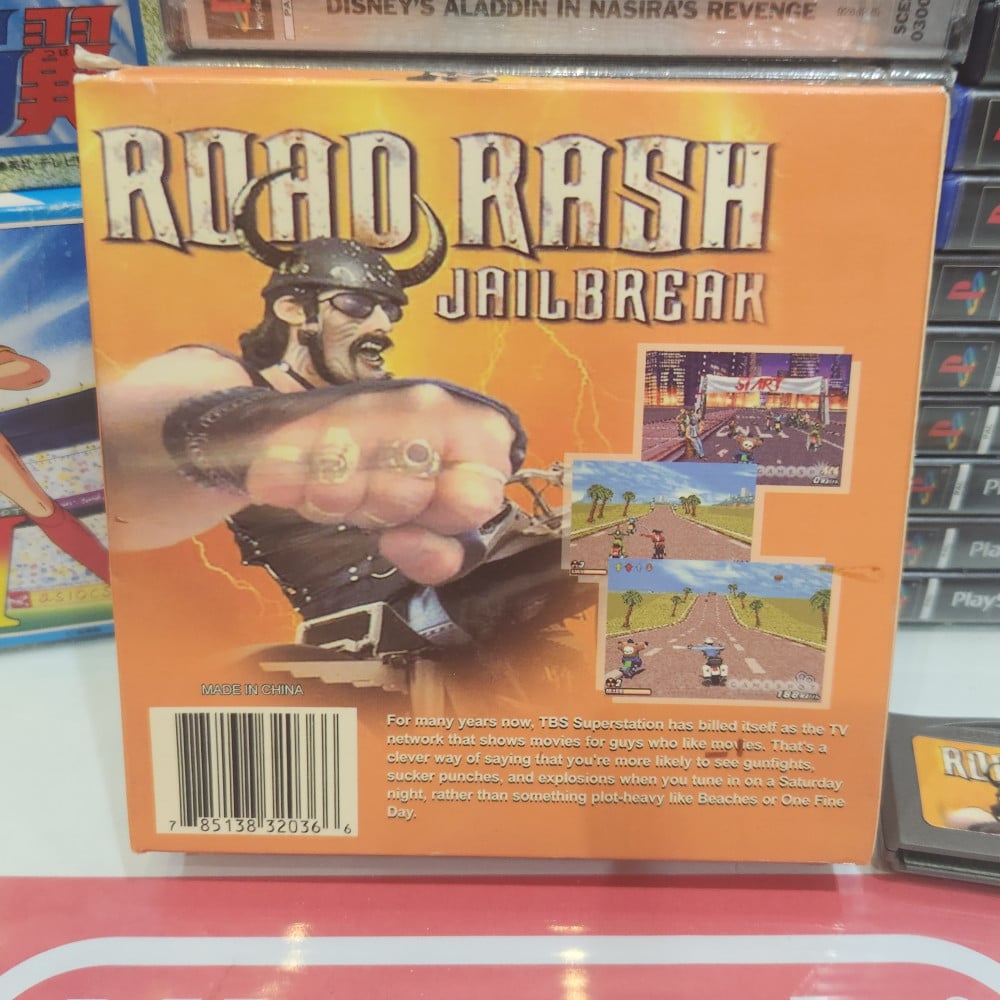 DISNEY'S ALADDIN IN NASIRA'S REVENGE
ROAD RASH
JAILBREAK
START
GAMESPOT
GAMESPOT
188
MADE IN CHINA
For many years now, TBS Superstation has billed itself as the TV
network that shows movies for guys who like movies. That's a
clever way of saying that you're more likely to see gunfights,
sucker punches, and explosions when you tune in on a Saturday
night, rather than something plot-heavy like Beaches or One Fine
Day.
7 85138 32036 6